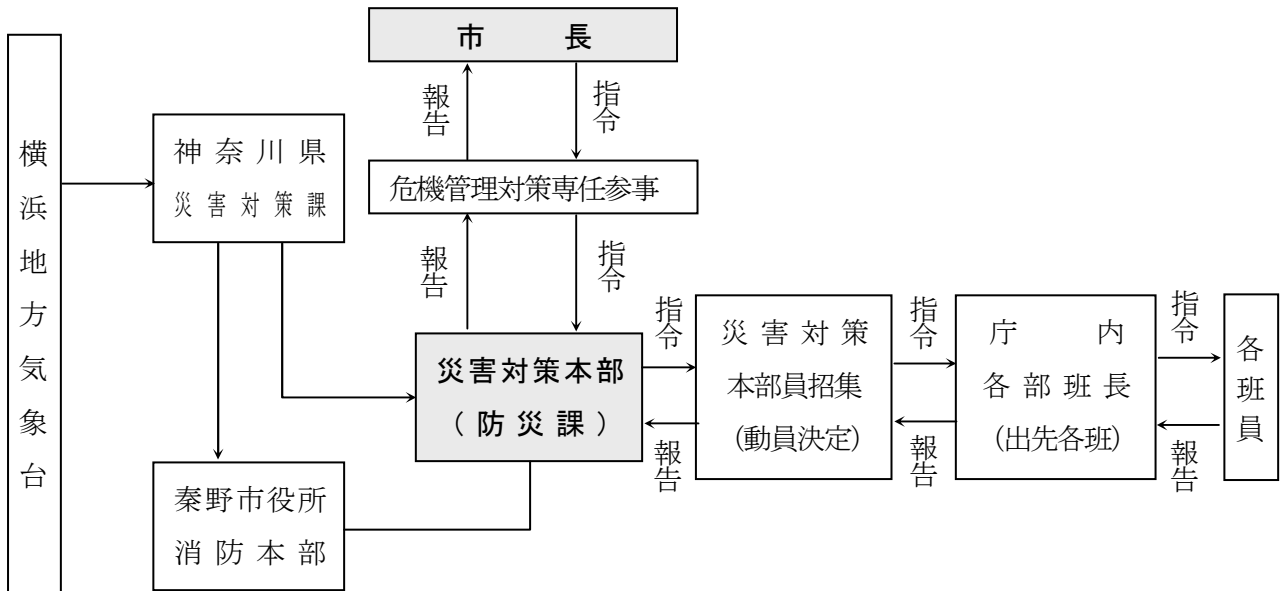 市長
報告
指令
横浜地方気象台
神奈川県
災害対策課
危機管理対策専任参事
報告
指令
災害対策本部
(防災課)
指令
報告
災害対策
本部員招集
(動員決定)
指令
報告
庁内
各部班長
(出先各班)
指令
報告
各班員
秦野市役所
消防本部